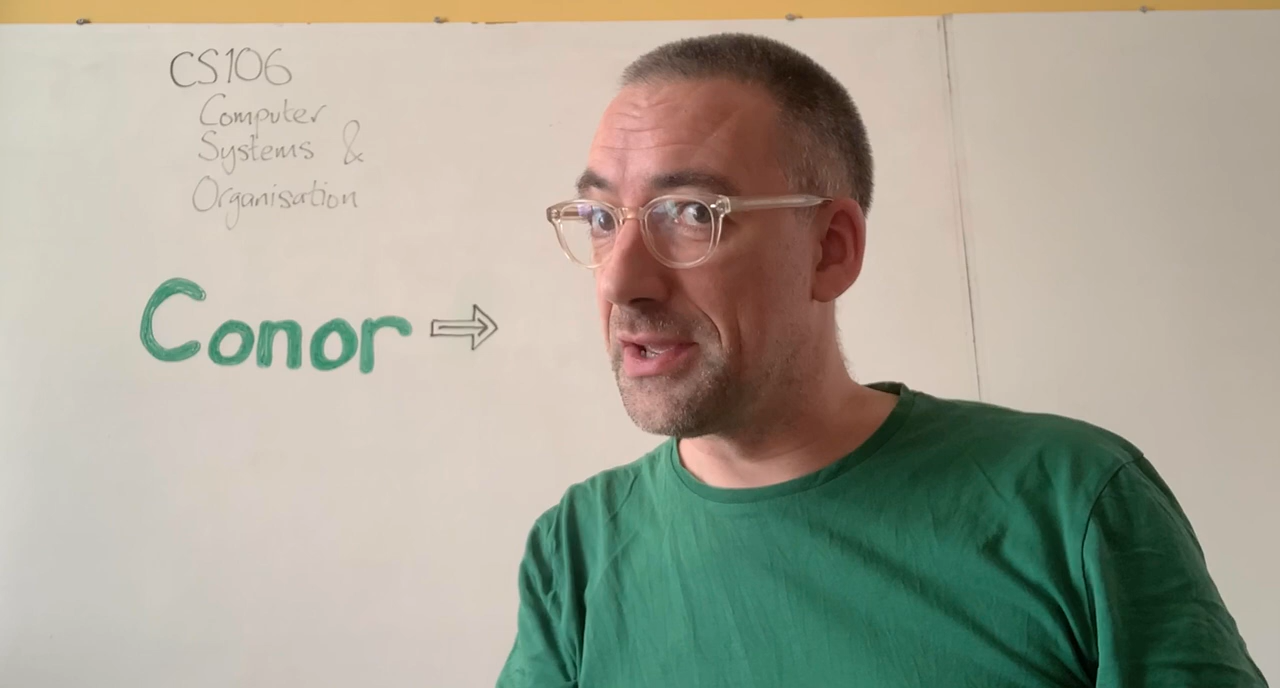 CS106
Computer
Systems &
Organisation
Conor